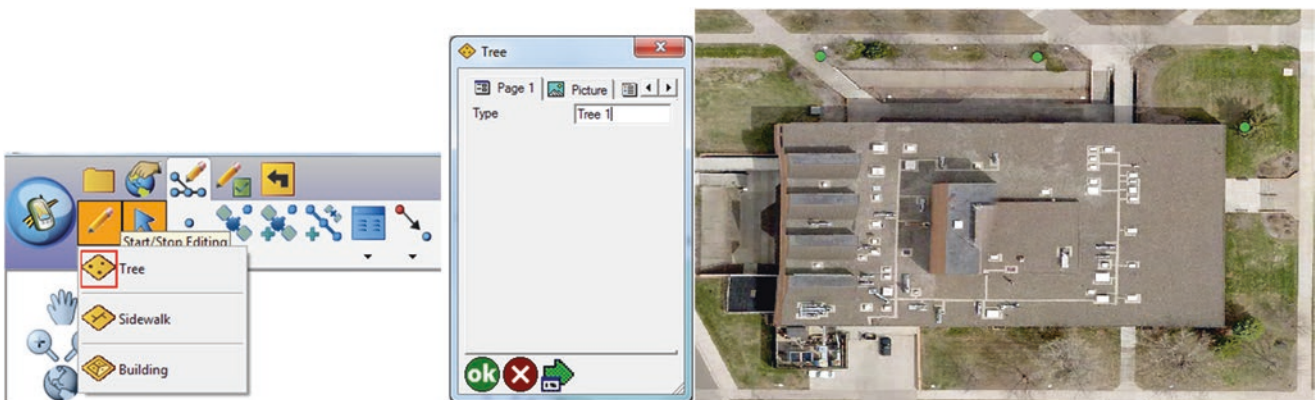 Start/Stop Editing
Tree
Sidewalk
Building
Tree
Page 1
Picture
Type
Tree 1
ok